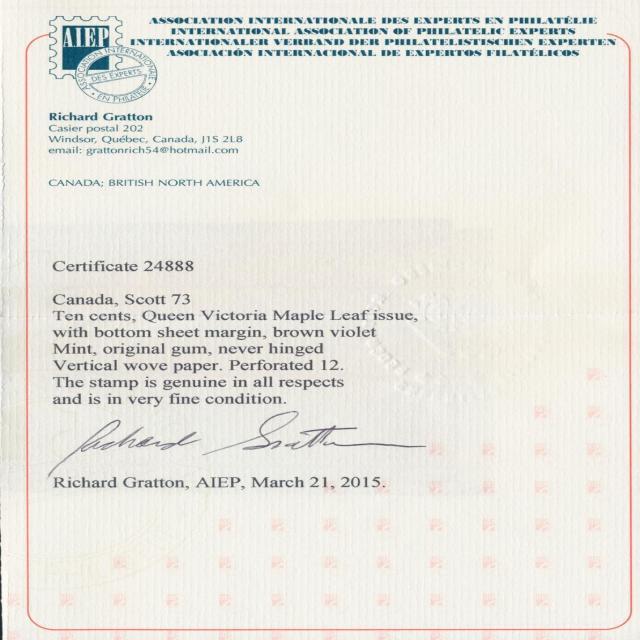 AIEP
ASSOCIATION INTERNATIONALE
DES EXPERTS
EN PHILATÉLIE
ASSOCIATION INTERNATIONALE DES EXPERTS EN PHILATÉLIE
INTERNATIONAL ASSOCIATION OF PHILATELIC EXPERTS
INTERNATIONALER VERBAND DER PHILATELISTISCHEN EXPERTEN
ASOCIACIÓN INTERNACIONAL DE EXPERTOS FILATÉLICOS
Richard Gratton
Casier postal 202
Windsor, Québec, Canada, J1S 2L8
email: grattonrich54@hotmail.com
CANADA; BRITISH NORTH AMERICA
Certificate 24888
Canada, Scott 73
Ten cents, Queen Victoria Maple Leaf issue,
with bottom sheet margin, brown violet
Mint, original gum, never hinged
Vertical wove paper. Perforated 12.
The stamp is genuine in all respects
and is in very fine condition.
Richard Gratton
Richard Gratton, AIEP, March 21, 2015.